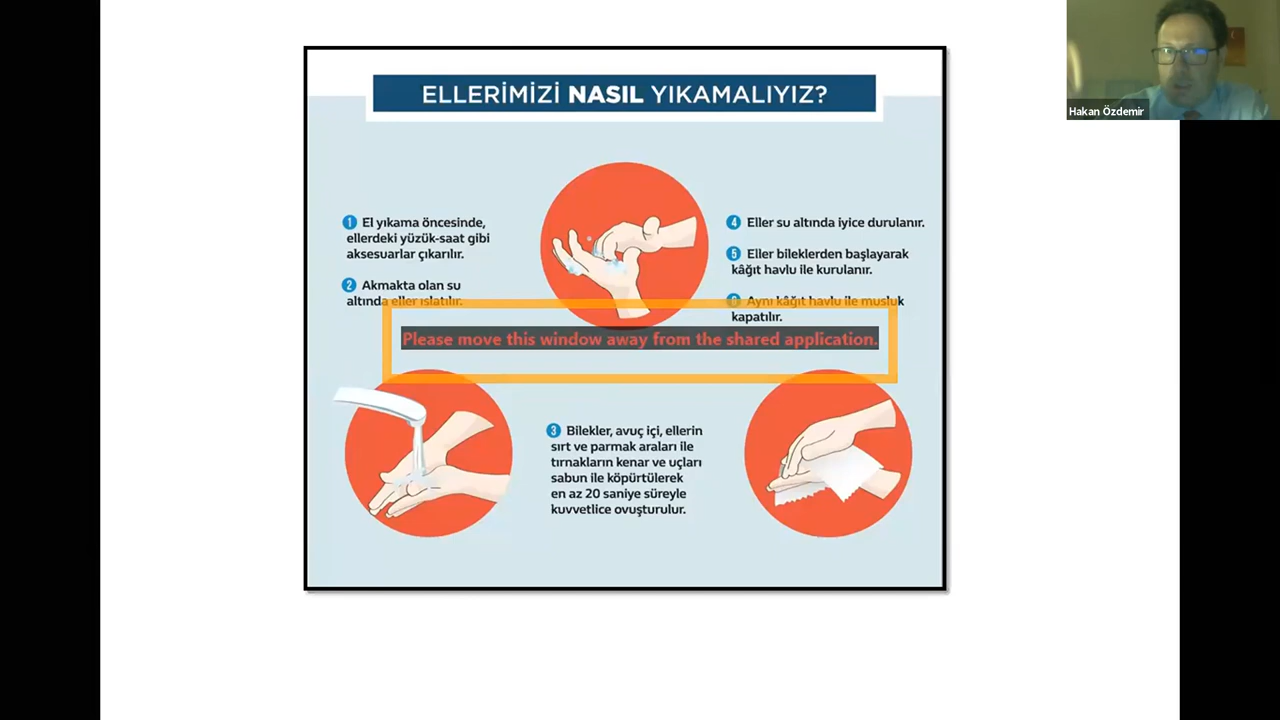 ELLERİMİZİ NASIL YIKAMALIYIZ?
1 El yıkama öncesinde,
ellerdeki yüzük-saat gibi
aksesuarlar çıkarılır.
2 Akmakta olan su
altında eller ıslatılır.
3 Bilekler, avuç içi, ellerin
sırt ve parmak araları ile
tırnakların kenar ve uçları
sabun ile köpürtülerek
en az 20 saniye süreyle
kuvvetlice ovuşturulur.
4 Eller su altında iyice durulanır.
5 Eller bileklerden başlayarak
kâğıt havlu ile kurulanır.
6 Aynı kâğıt havlu ile musluk
kapatılır.
Please move this window away from the shared application.
Hakan Özdemir